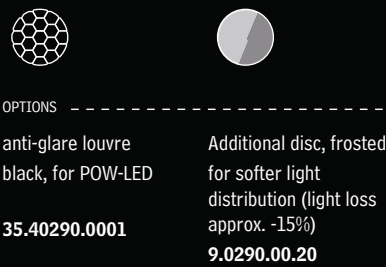 OPTIONS
anti-glare louvre
black, for POW-LED
35.40290.0001
Additional disc, frosted
for softer light
distribution (light loss
approx. -15%)
9.0290.00.20